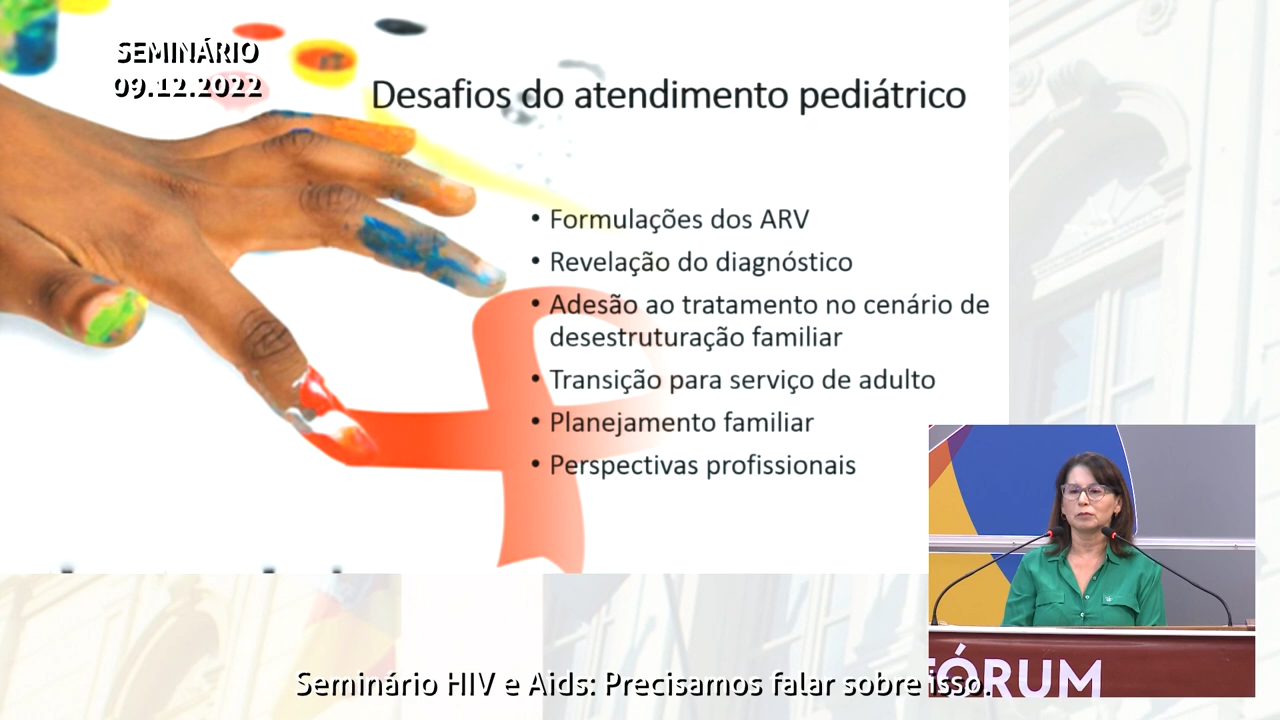 SEMINÁRIO
09.12.2022
Desafios do atendimento pediátrico
• Formulações dos ARV
• Revelação do diagnóstico
• Adesão ao tratamento no cenário de
desestruturação familiar
• Transição para serviço de adulto
• Planejamento familiar
• Perspectivas profissionais
FÓRUM
Seminário HIV e Aids: Precisamos falar sobre isso.